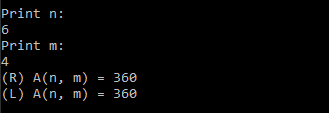 Print n:
6
Print m:
4
(R) A(n, m) = 360
(L) A(n, m) = 360